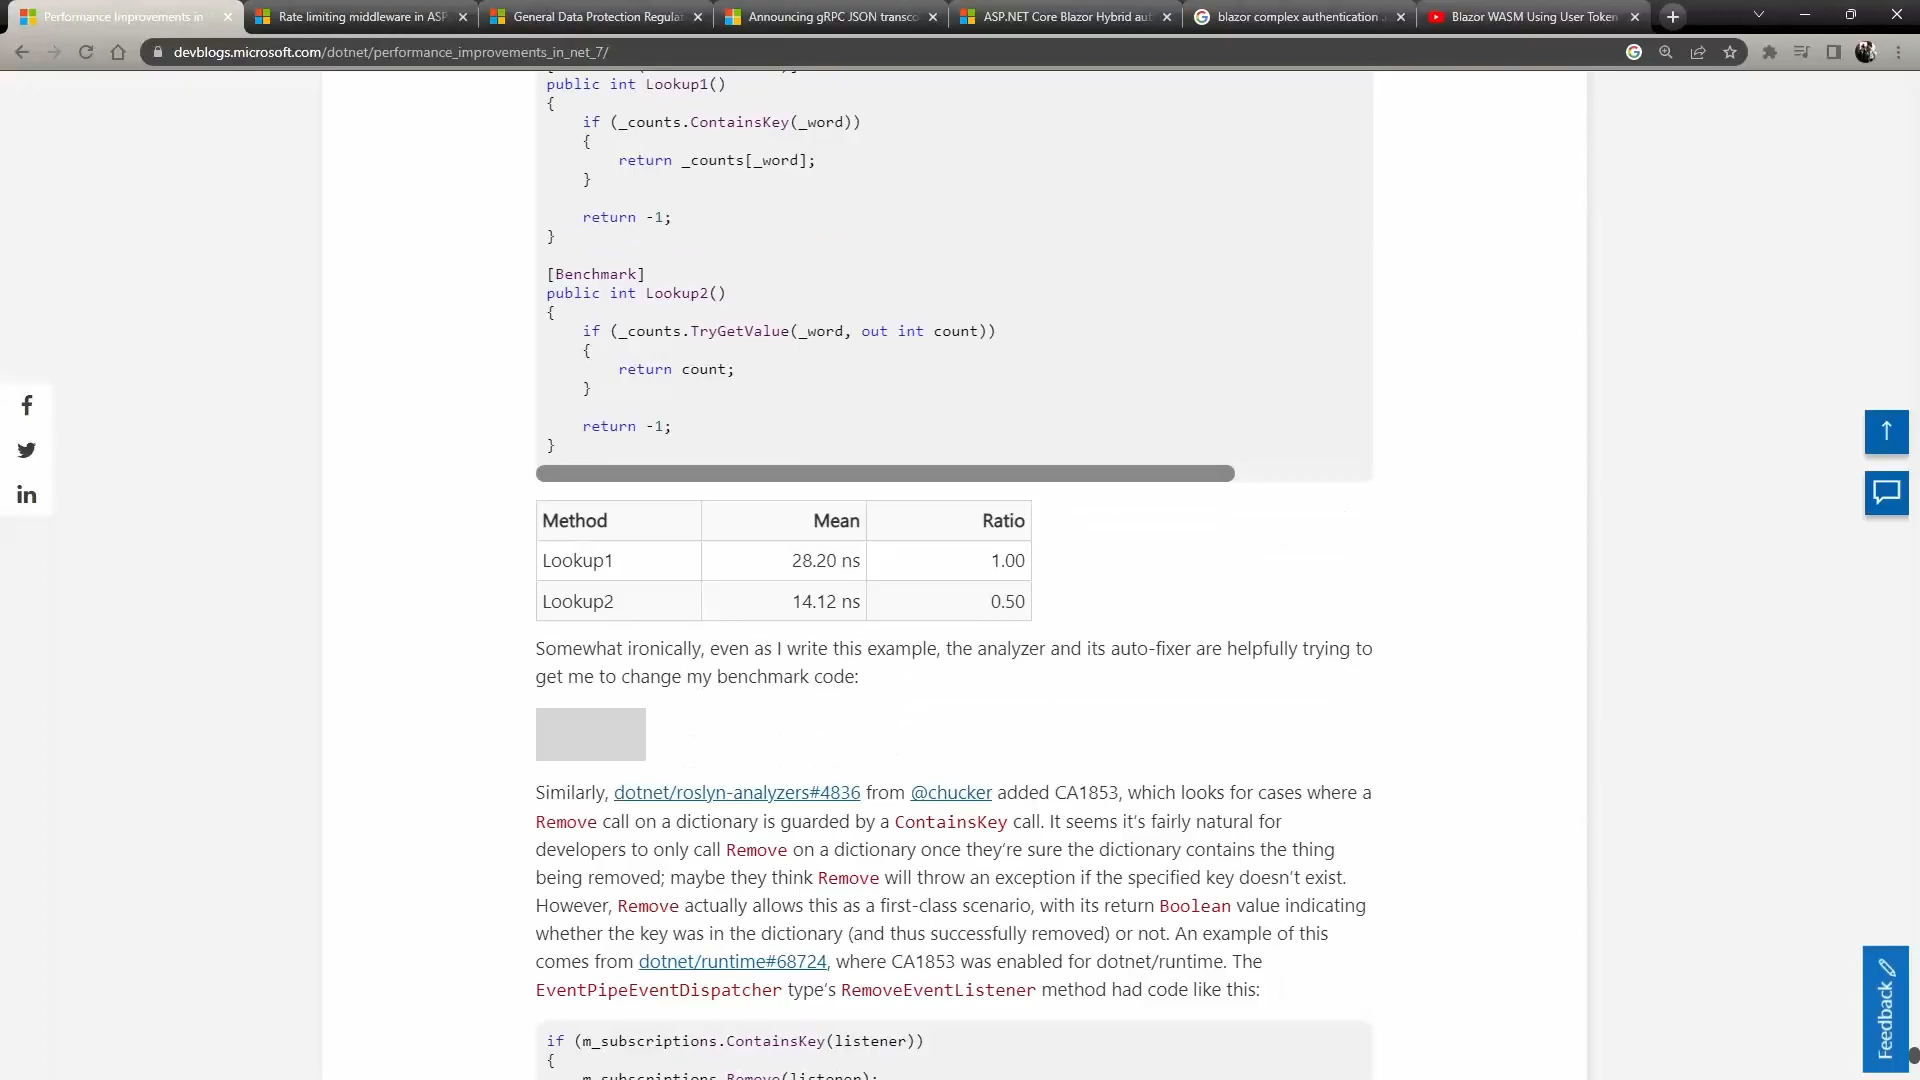 Performance Improvements in
Rate limiting middleware in ASP
General Data Protection Regulat
Announcing gRPC JSON transco
ASP.NET Core Blazor Hybrid aut
blazor complex authentication
Blazor WASM Using User Token
devblogs.microsoft.com/dotnet/performance_improvements_in_net_7/
public int Lookup1()
{
if (_counts.ContainsKey(_word))
{
return _counts[_word];
}
return -1;
}
[Benchmark]
public int Lookup2()
{
if (_counts.TryGetValue(_word, out int count))
{
return count;
}
return -1;
}
Method Mean Ratio
Lookup1 28.20 ns 1.00
Lookup2 14.12 ns 0.50
Somewhat ironically, even as I write this example, the analyzer and its auto-fixer are helpfully trying to
get me to change my benchmark code:
Similarly, dotnet/roslyn-analyzers#4836 from @chucker added CA1853, which looks for cases where a
Remove call on a dictionary is guarded by a ContainsKey call. It seems it’s fairly natural for
developers to only call Remove on a dictionary once they’re sure the dictionary contains the thing
being removed; maybe they think Remove will throw an exception if the specified key doesn’t exist.
However, Remove actually allows this as a first-class scenario, with its return Boolean value indicating
whether the key was in the dictionary (and thus successfully removed) or not. An example of this
comes from dotnet/runtime#68724, where CA1853 was enabled for dotnet/runtime. The
EventPipeEventDispatcher type’s RemoveEventListener method had code like this:
if (m_subscriptions.ContainsKey(listener))
{
m_subscriptions.Remove(listener);
Feedback